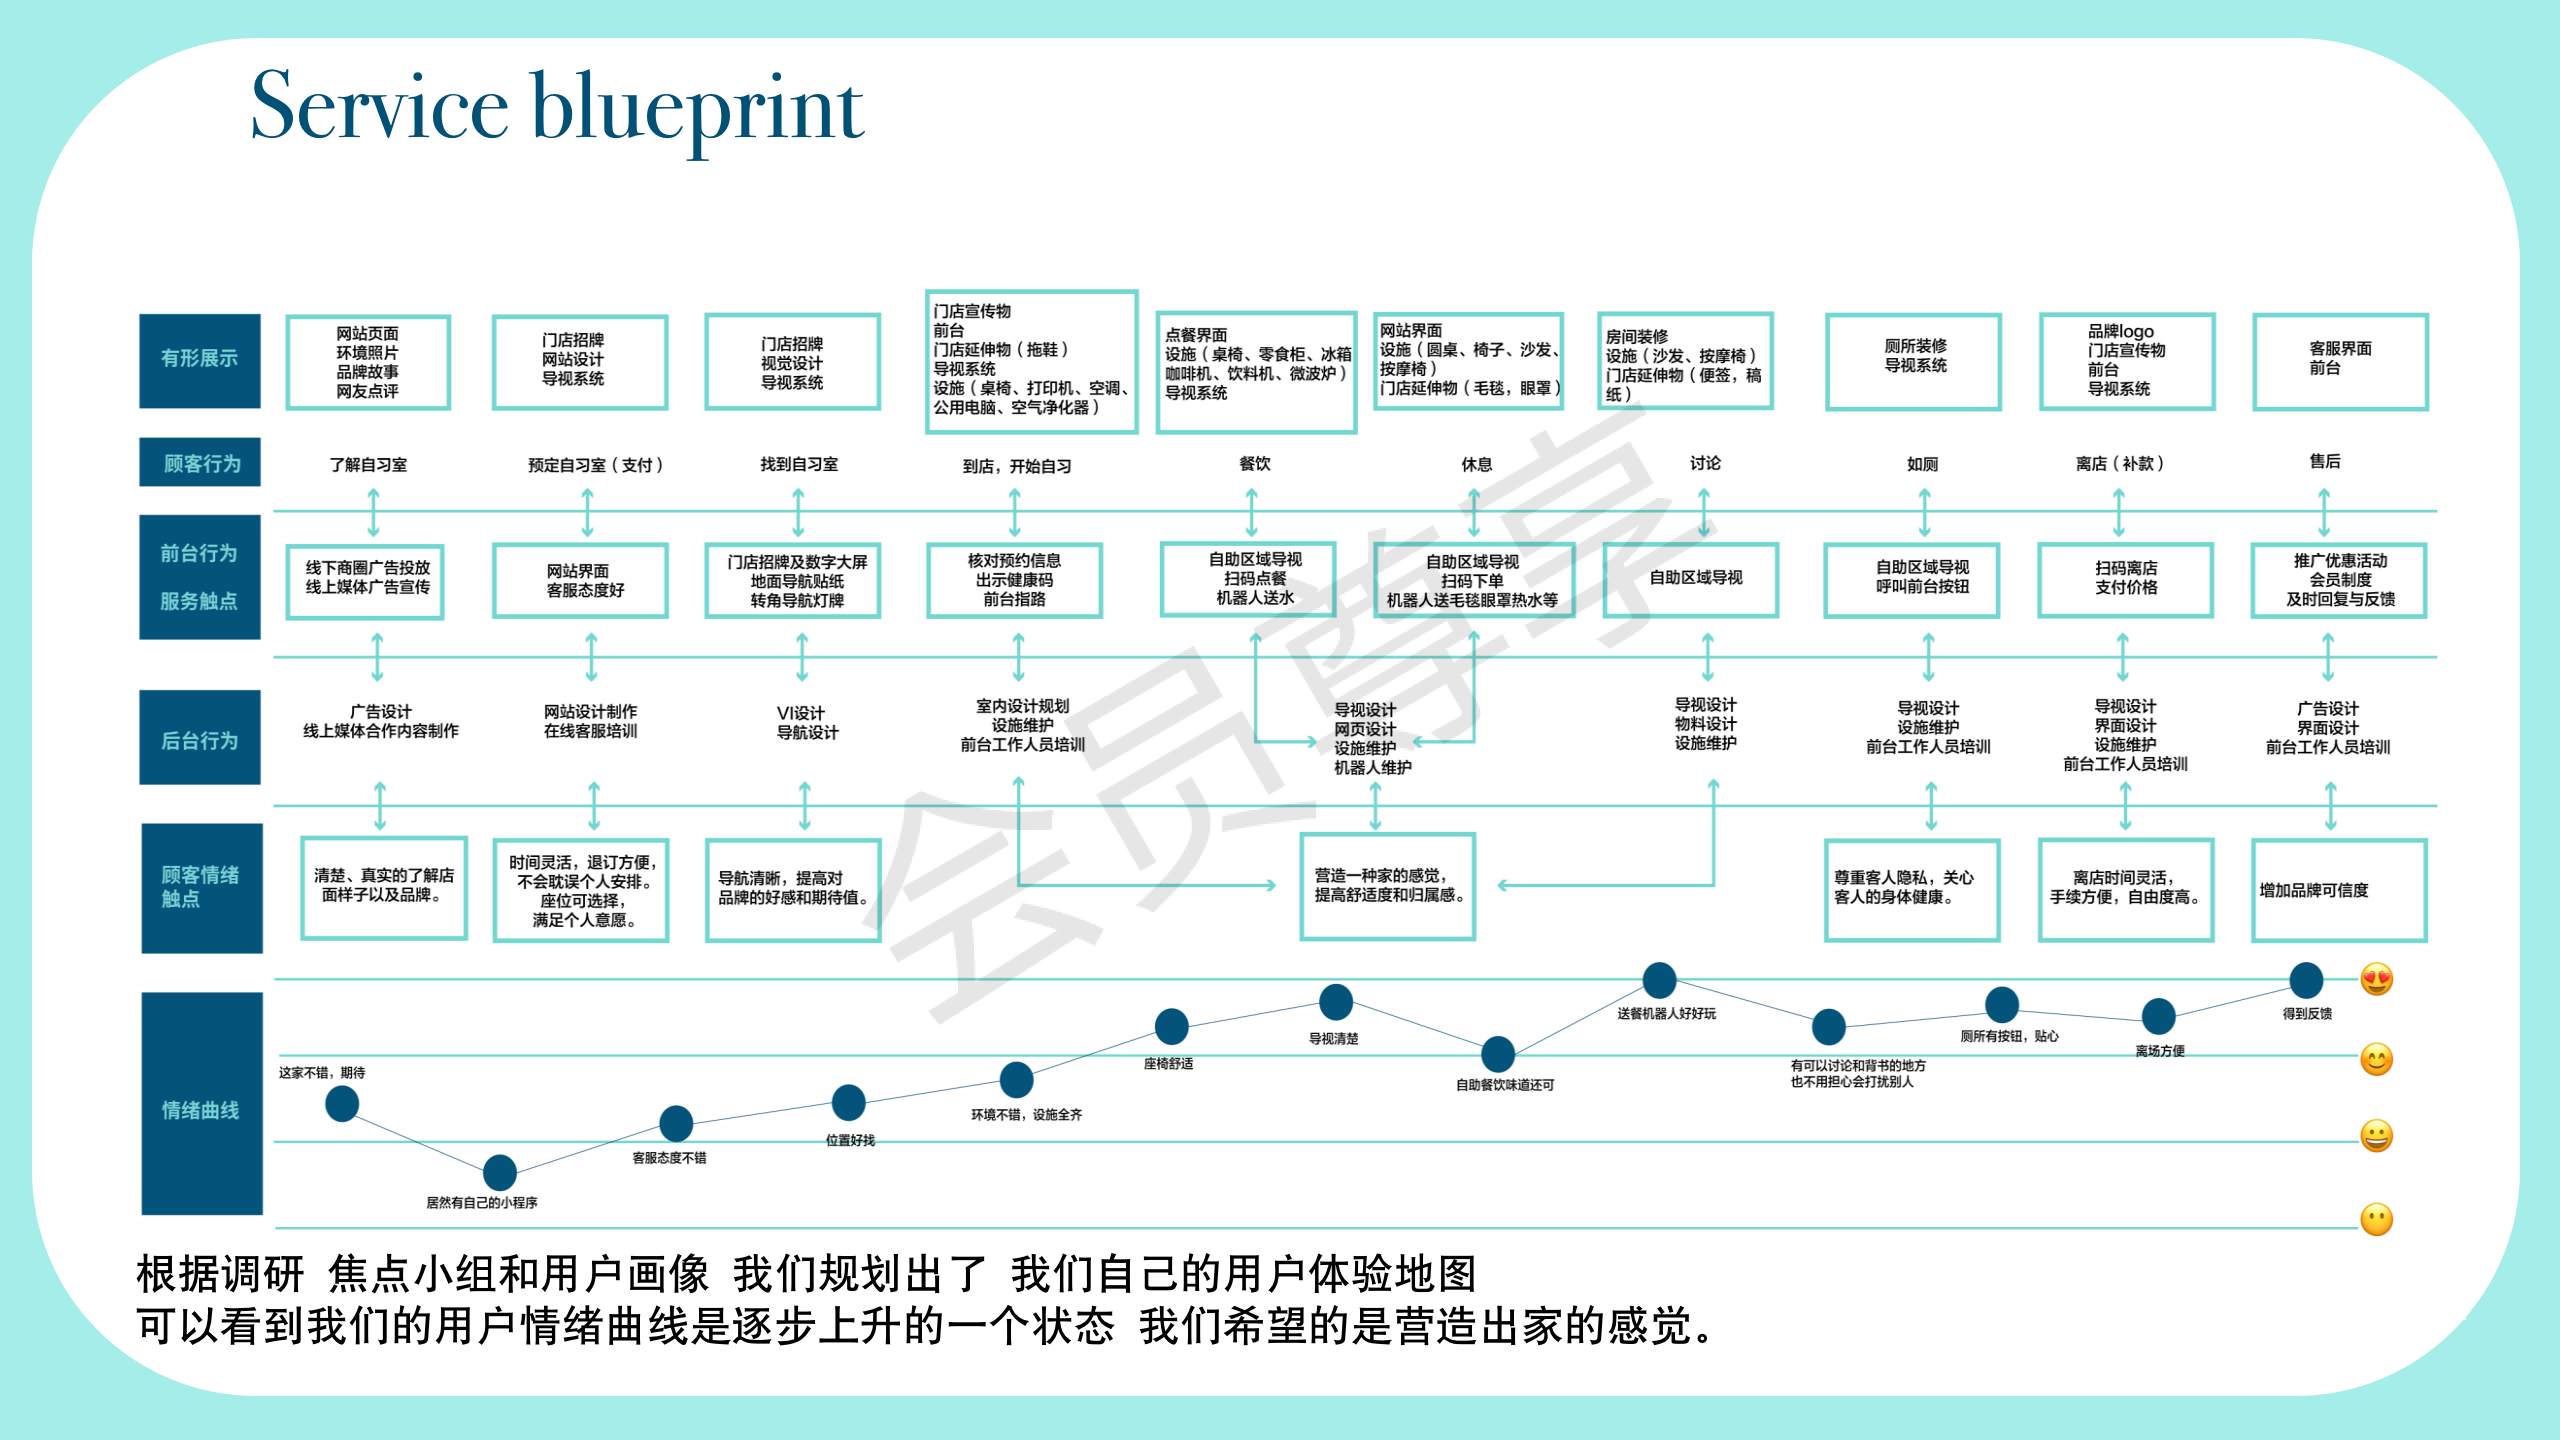 Service blueprint
有形展示
网站页面
环境照片
品牌故事
网友点评
门店招牌
网站设计
导视系统
门店招牌
视觉设计
导视系统
门店宣传物
前台
门店延伸物（拖鞋）
导视系统
设施（桌椅、打印机、空调、
公用电脑、空气净化器）
点餐界面
设施（桌椅、零食柜、冰箱
咖啡机、饮料机、微波炉）
导视系统
网站界面
设施（圆桌、椅子、沙发、
按摩椅）
门店延伸物（毛毯，眼罩）
房间装修
设施（沙发、按摩椅）
门店延伸物（便签，稿
纸）
厕所装修
导视系统
品牌logo
门店宣传物
前台
导视系统
客服界面
前台
顾客行为
了解自习室
预定自习室（支付）
找到自习室
到店，开始自习
餐饮
休息
讨论
如厕
离店（补款）
售后
前台行为
服务触点
线下商圈广告投放
线上媒体广告宣传
网站界面
客服态度好
门店招牌及数字大屏
地面导航贴纸
转角导航灯牌
核对预约信息
出示健康码
前台指路
自助区域导视
扫码点餐
机器人送水
自助区域导视
扫码下单
机器人送毛毯眼罩热水等
自助区域导视
自助区域导视
呼叫前台按钮
扫码离店
支付价格
推广优惠活动
会员制度
及时回复与反馈
后台行为
广告设计
线上媒体合作内容制作
网站设计制作
在线客服培训
VI设计
导航设计
室内设计规划
设施维护
前台工作人员培训
导视设计
网页设计
设施维护
机器人维护
导视设计
物料设计
设施维护
导视设计
设施维护
前台工作人员培训
导视设计
界面设计
设施维护
前台工作人员培训
广告设计
界面设计
前台工作人员培训
顾客情绪
触点
清楚、真实的了解店
面样子以及品牌。
时间灵活，退订方便，
不会耽误个人安排。
座位可选择，
满足个人意愿。
导航清晰，提高对
品牌的好感和期待值。
营造一种家的感觉，
提高舒适度和归属感。
尊重客人隐私，关心
客人的身体健康。
离店时间灵活，
手续方便，自由度高。
增加品牌可信度
情绪曲线
这家不错，期待
居然有自己的小程序
客服态度不错
位置好找
环境不错，设施全齐
座椅舒适
导视清楚
自助餐饮味道还可
送餐机器人好好玩
有可以讨论和背书的地方
也不用担心会打扰别人
厕所有按钮，贴心
离场方便
得到反馈
会员尊享
根据调研 焦点小组和用户画像 我们规划出了 我们自己的用户体验地图
可以看到我们的用户情绪曲线是逐步上升的一个状态 我们希望的是营造出家的感觉。